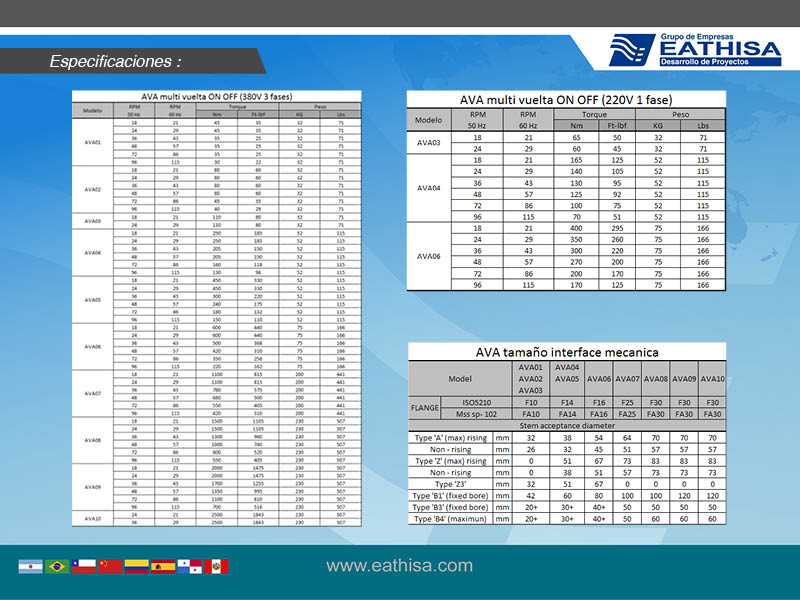 Especificaciones :
Grupo de Empresas
EATHISA
Desarrollo de Proyectos
AVA multi vuelta ON OFF (380V 3 fases)
Modelo RPM RPM Torque Peso
50 Hz 60 Hz Nm Ft-lbf KG Lbs
AVA01
18 21 45 35 32 71
24 29 45 35 32 71
36 43 35 25 32 71
48 57 35 25 32 71
72 86 35 25 32 71
96 115 30 22 32 71
AVA02
18 21 80 60 32 71
24 29 80 60 32 71
36 43 80 60 32 71
48 57 80 60 32 71
72 86 45 35 32 71
96 115 40 29 32 71
AVA03
18 21 110 80 32 71
24 29 110 80 32 71
AVA04
18 21 250 185 52 115
24 29 250 185 52 115
36 43 205 150 52 115
48 57 205 150 52 115
72 86 160 118 52 115
96 115 130 96 52 115
AVA05
18 21 450 330 52 115
24 29 450 330 52 115
36 43 300 220 52 115
48 57 240 175 52 115
72 86 180 132 52 115
96 115 150 110 52 115
AVA06
18 21 600 440 75 166
24 29 600 440 75 166
36 43 500 368 75 166
48 57 420 310 75 166
72 86 350 258 75 166
96 115 220 162 75 166
AVA07
18 21 1100 815 200 441
24 29 1100 815 200 441
36 43 780 575 200 441
48 57 680 500 200 441
72 86 550 405 200 441
96 115 420 310 200 441
AVA08
18 21 1500 1105 230 507
24 29 1500 1105 230 507
36 43 1300 960 230 507
48 57 1000 740 230 507
72 86 800 520 230 507
96 115 550 405 230 507
AVA09
18 21 2000 1475 230 507
24 29 2000 1475 230 507
36 43 1700 1255 230 507
48 57 1350 995 230 507
72 86 1100 810 230 507
96 115 700 516 230 507
AVA10
24 21 2500 1843 230 507
36 29 2500 1843 230 507
AVA multi vuelta ON OFF (220V 1 fase)
Modelo RPM RPM Torque Peso
50 Hz 60 Hz Nm Ft-lbf KG Lbs
AVA03
18 21 65 50 32 71
24 29 60 45 32 71
AVA04
18 21 165 125 52 115
24 29 140 105 52 115
36 43 130 95 52 115
48 57 125 92 52 115
72 86 100 75 52 115
96 115 70 51 52 115
AVA06
18 21 400 295 75 166
24 29 350 260 75 166
36 43 300 220 75 166
48 57 270 200 75 166
72 86 200 170 75 166
96 115 170 125 75 166
AVA tamaño interface mecanica
Model AVA01 AVA02 AVA03 AVA04 AVA05 AVA06 AVA07 AVA08 AVA09 AVA10
FLANGE ISO5210 F10 F14 F16 F25 F30 F30 F30
Mss sp- 102 FA10 FA14 FA16 FA25 FA30 FA30 FA30
Stem acceptance diameter
Type 'A' (max) rising mm 32 38 54 64 70 70 70
Non - rising mm 26 32 45 51 57 57 57
Type 'Z' (max) rising mm 0 51 67 73 83 83 83
Non - rising mm 0 38 51 57 73 73 73
Type 'Z3' mm 32 51 67 0 0 0 0
Type 'B1' (fixed bore) mm 42 60 80 100 100 120 120
Type 'B3' (fixed bore) mm 20+ 30+ 40+ 50 50 50 50
Type 'B4' (maximun) mm 20+ 30+ 40+ 50 60 60 60
www.eathisa.com